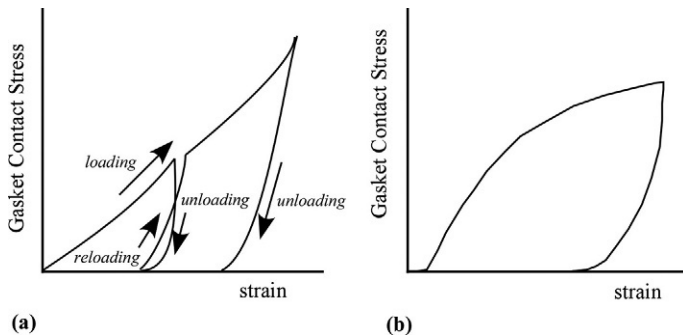 Gasket Contact Stress
loading
unloading
unloading
reloading
strain
(a)
Gasket Contact Stress
strain
(b)